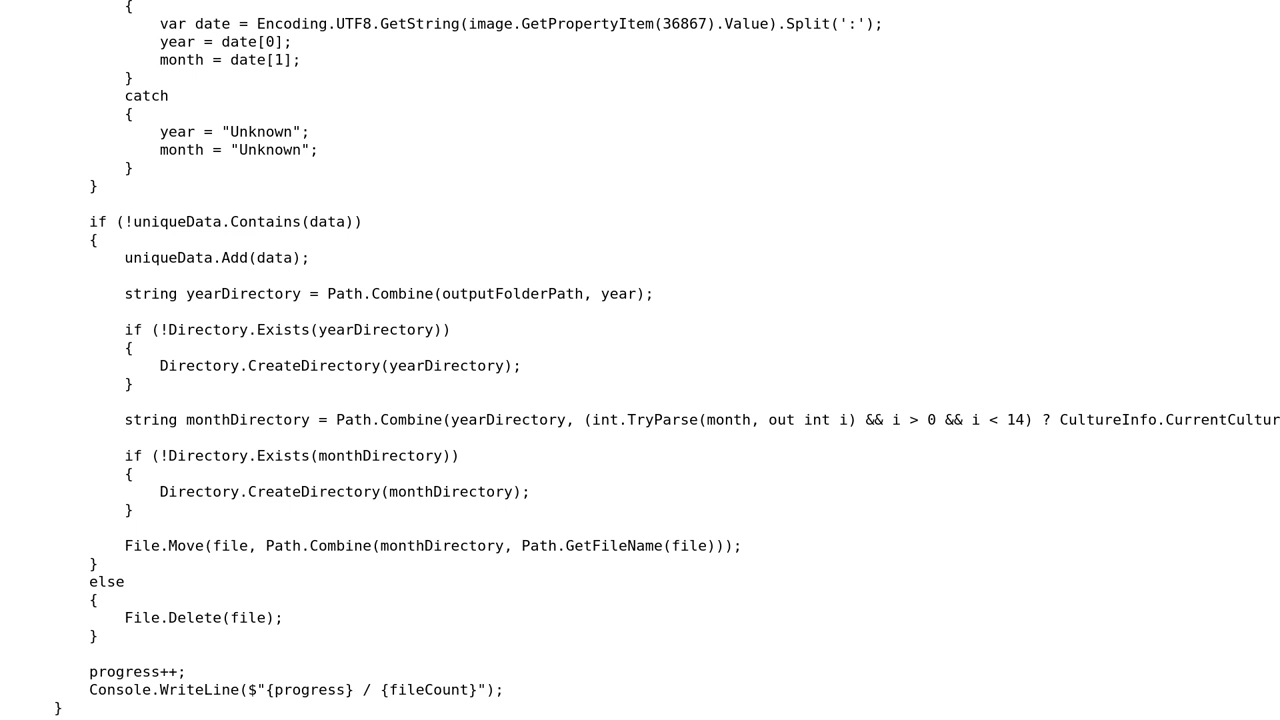 {
var date = Encoding.UTF8.GetString(image.GetPropertyItem(36867).Value).Split(':');
year = date[0];
month = date[1];
}
catch
{
year = "Unknown";
month = "Unknown";
}
}
if (!uniqueData.Contains(data))
{
uniqueData.Add(data);
string yearDirectory = Path.Combine(outputFolderPath, year);
if (!Directory.Exists(yearDirectory))
{
Directory.CreateDirectory(yearDirectory);
}
string monthDirectory = Path.Combine(yearDirectory, (int.TryParse(month, out int i) && i > 0 && i < 14) ? CultureInfo.CurrentCultur
if (!Directory.Exists(monthDirectory))
{
Directory.CreateDirectory(monthDirectory);
}
File.Move(file, Path.Combine(monthDirectory, Path.GetFileName(file)));
}
else
{
File.Delete(file);
}
progress++;
Console.WriteLine($"{progress} / {fileCount}");
}